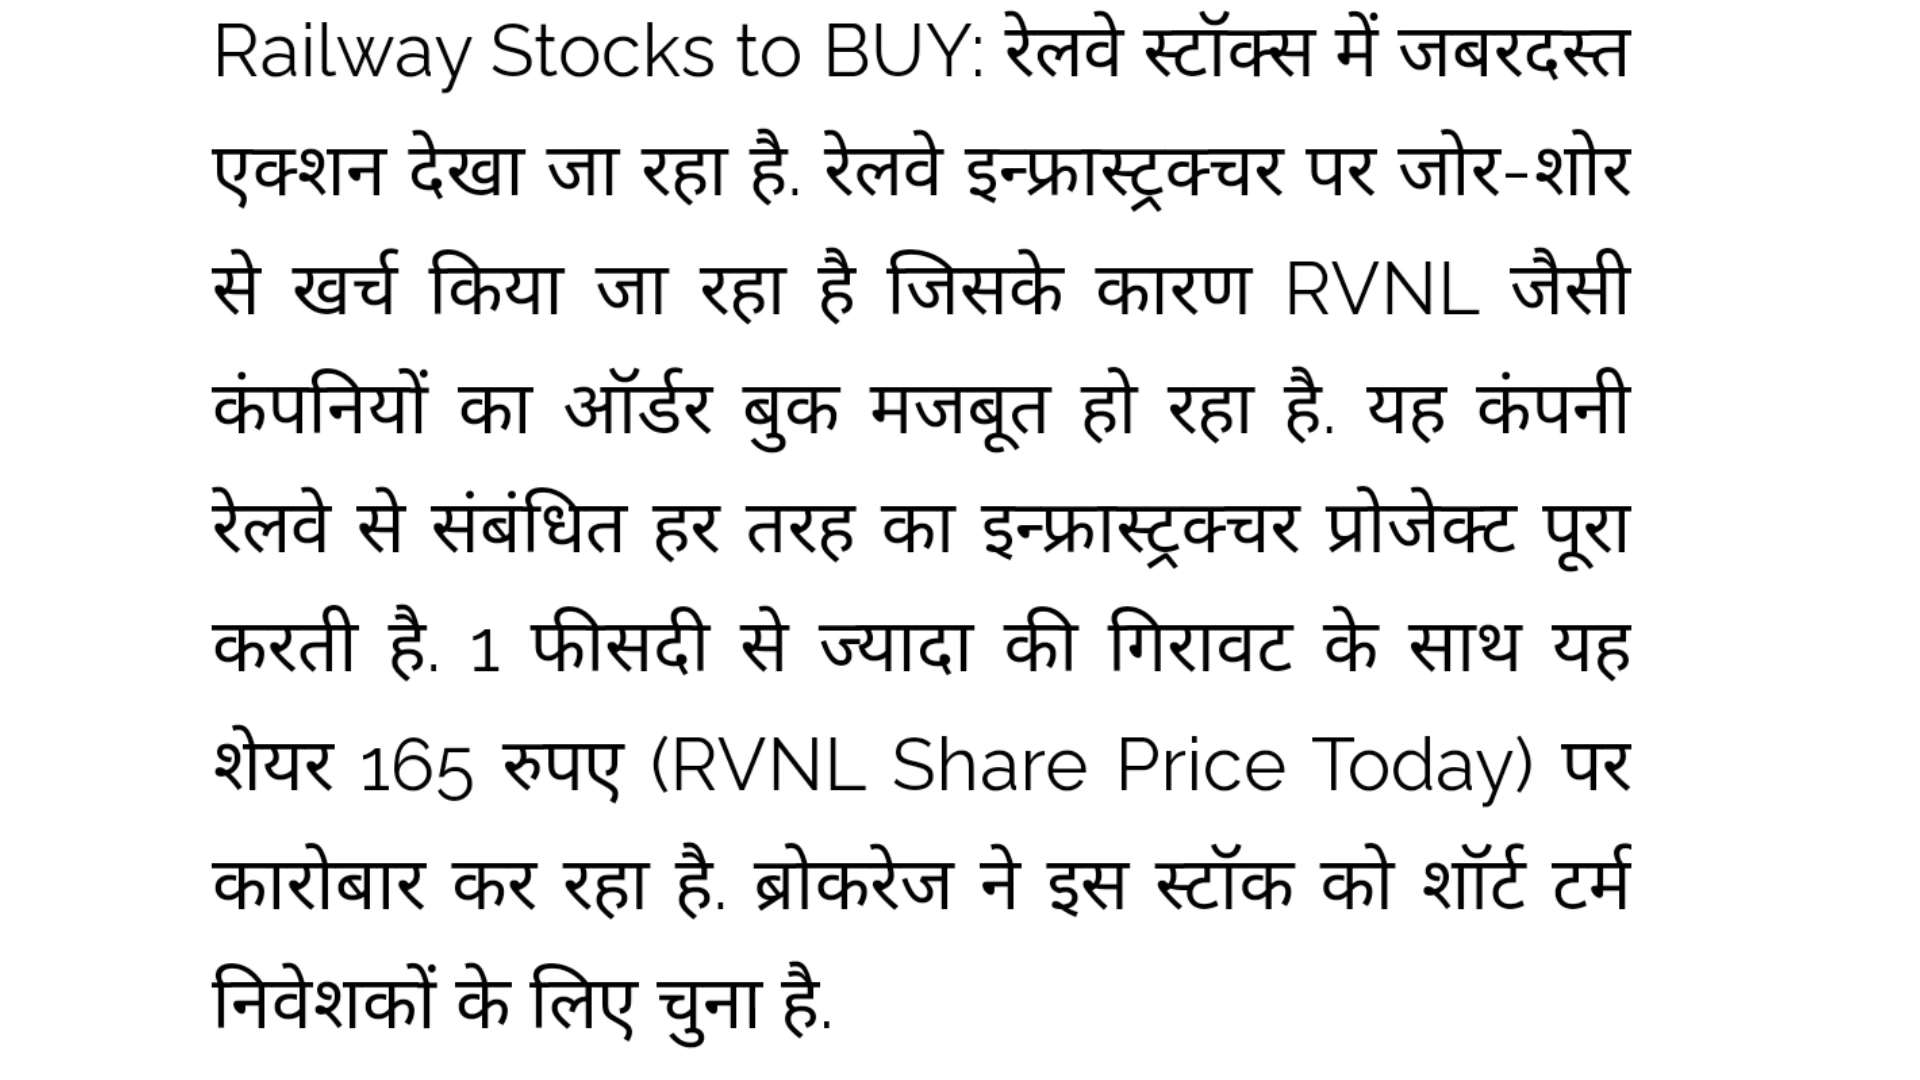 Railway Stocks to BUY: रेलवे स्टॉक्स में जबरदस्त
एक्शन देखा जा रहा है. रेलवे इन्फ्रास्ट्रक्चर पर जोर-शोर
से खर्च किया जा रहा है जिसके कारण RVNL जैसी
कंपनियों का ऑर्डर बुक मजबूत हो रहा है. यह कंपनी
रेलवे से संबंधित हर तरह का इन्फ्रास्ट्रक्चर प्रोजेक्ट पूरा
करती है. 1 फीसदी से ज्यादा की गिरावट के साथ यह
शेयर 165 रुपए (RVNL Share Price Today) पर
कारोबार कर रहा है. ब्रोकरेज ने इस स्टॉक को शॉर्ट टर्म
निवेशकों के लिए चुना है.